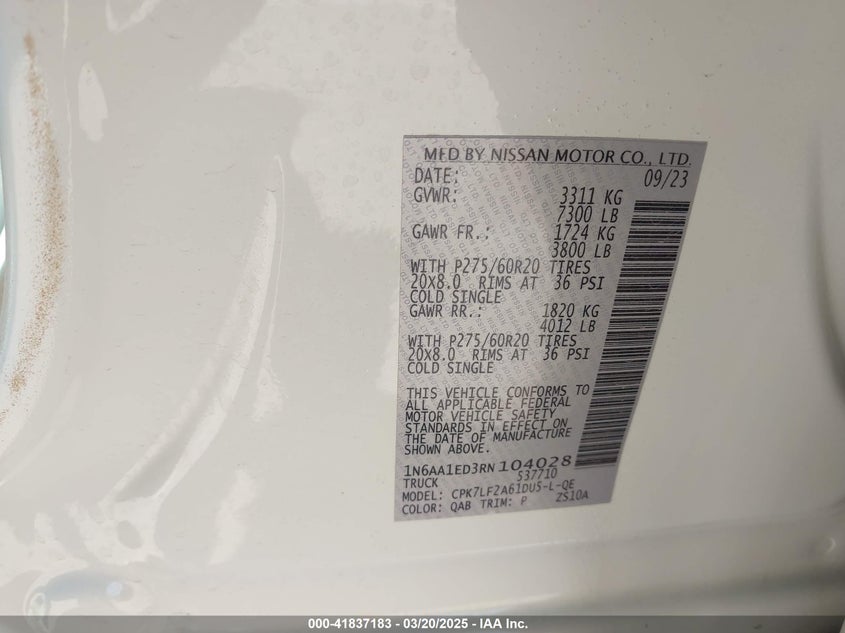 MFD BY NISSAN MOTOR CO., LTD.
DATE: 09/23
GVWR: 3311 KG
7300 LB
GAWR FR.: 1724 KG
3800 LB
WITH P275/60R20 TIRES
20X8.0 RIMS AT 36 PSI
COLD SINGLE
GAWR RR.: 1820 KG
4012 LB
WITH P275/60R20 TIRES
20X8.0 RIMS AT 36 PSI
COLD SINGLE
THIS VEHICLE CONFORMS TO
ALL APPLICABLE FEDERAL
MOTOR VEHICLE SAFETY
STANDARDS IN EFFECT ON
THE DATE OF MANUFACTURE
SHOWN ABOVE.
1N6AA1ED3RN104028
TRUCK 537710
MODEL: CPK7LF2A61DU5-L-QE
COLOR: QAB TRIM: P ZS10A
000-41837183 / 03/20/2025 - IAA Inc.